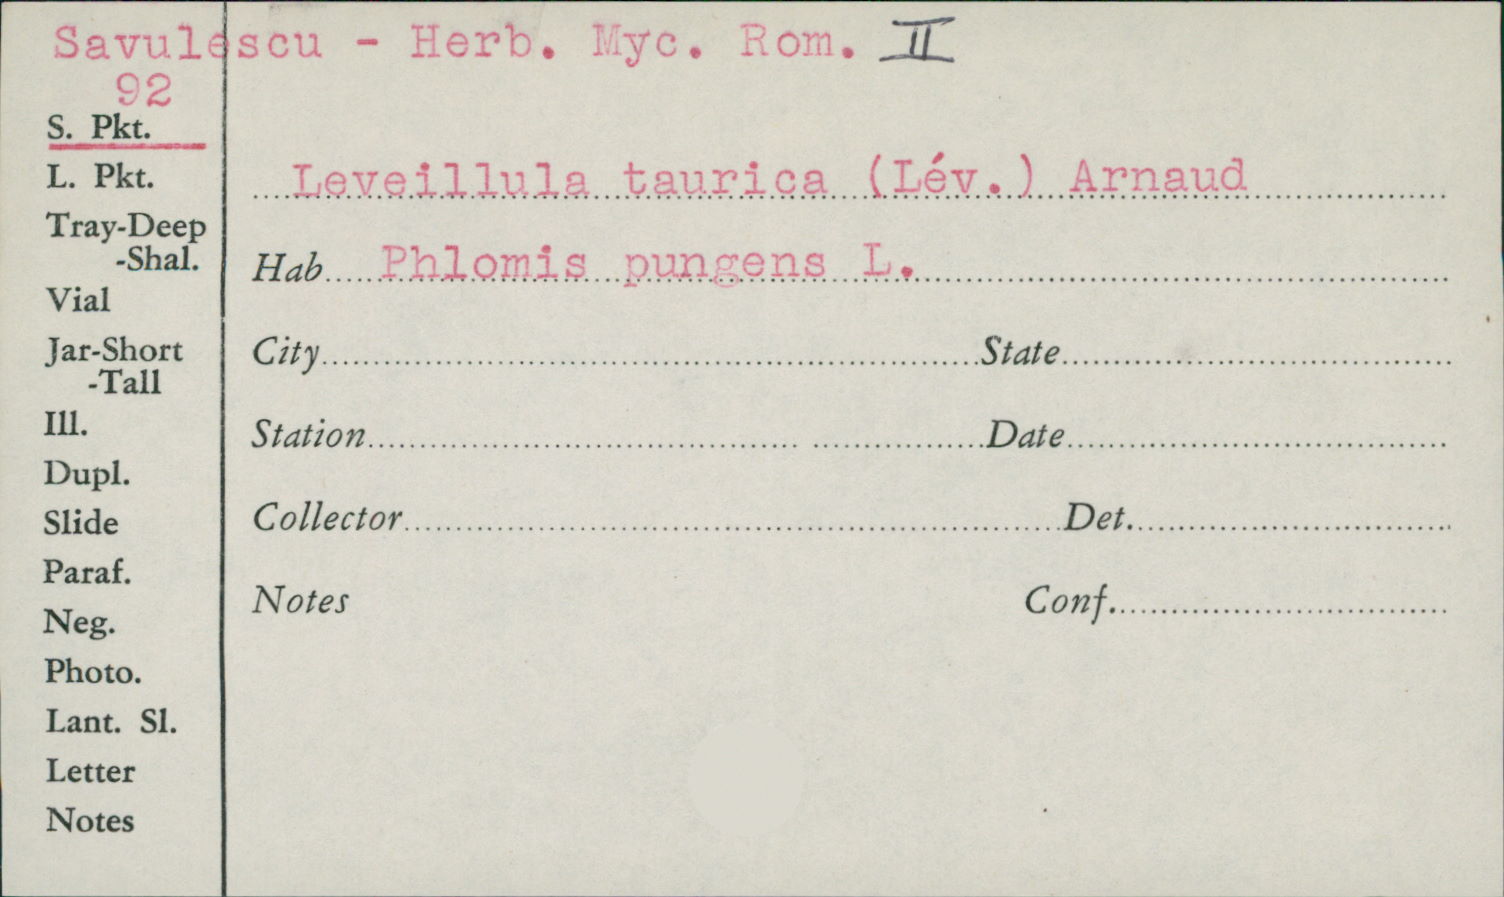 Savulescu - Herb. Myc. Rom. II
92
S. Pkt.
L. Pkt.
Leveillula taurica (Lév.) Arnaud
Tray-Deep
-Shal.
Hab. Phlomis pungens L.
Vial
Jar-Short
-Tall
City State
Ill.
Station Date
Dupl.
Slide
Collector Det.
Paraf.
Neg.
Notes Conf.
Photo.
Lant. Sl.
Letter
Notes